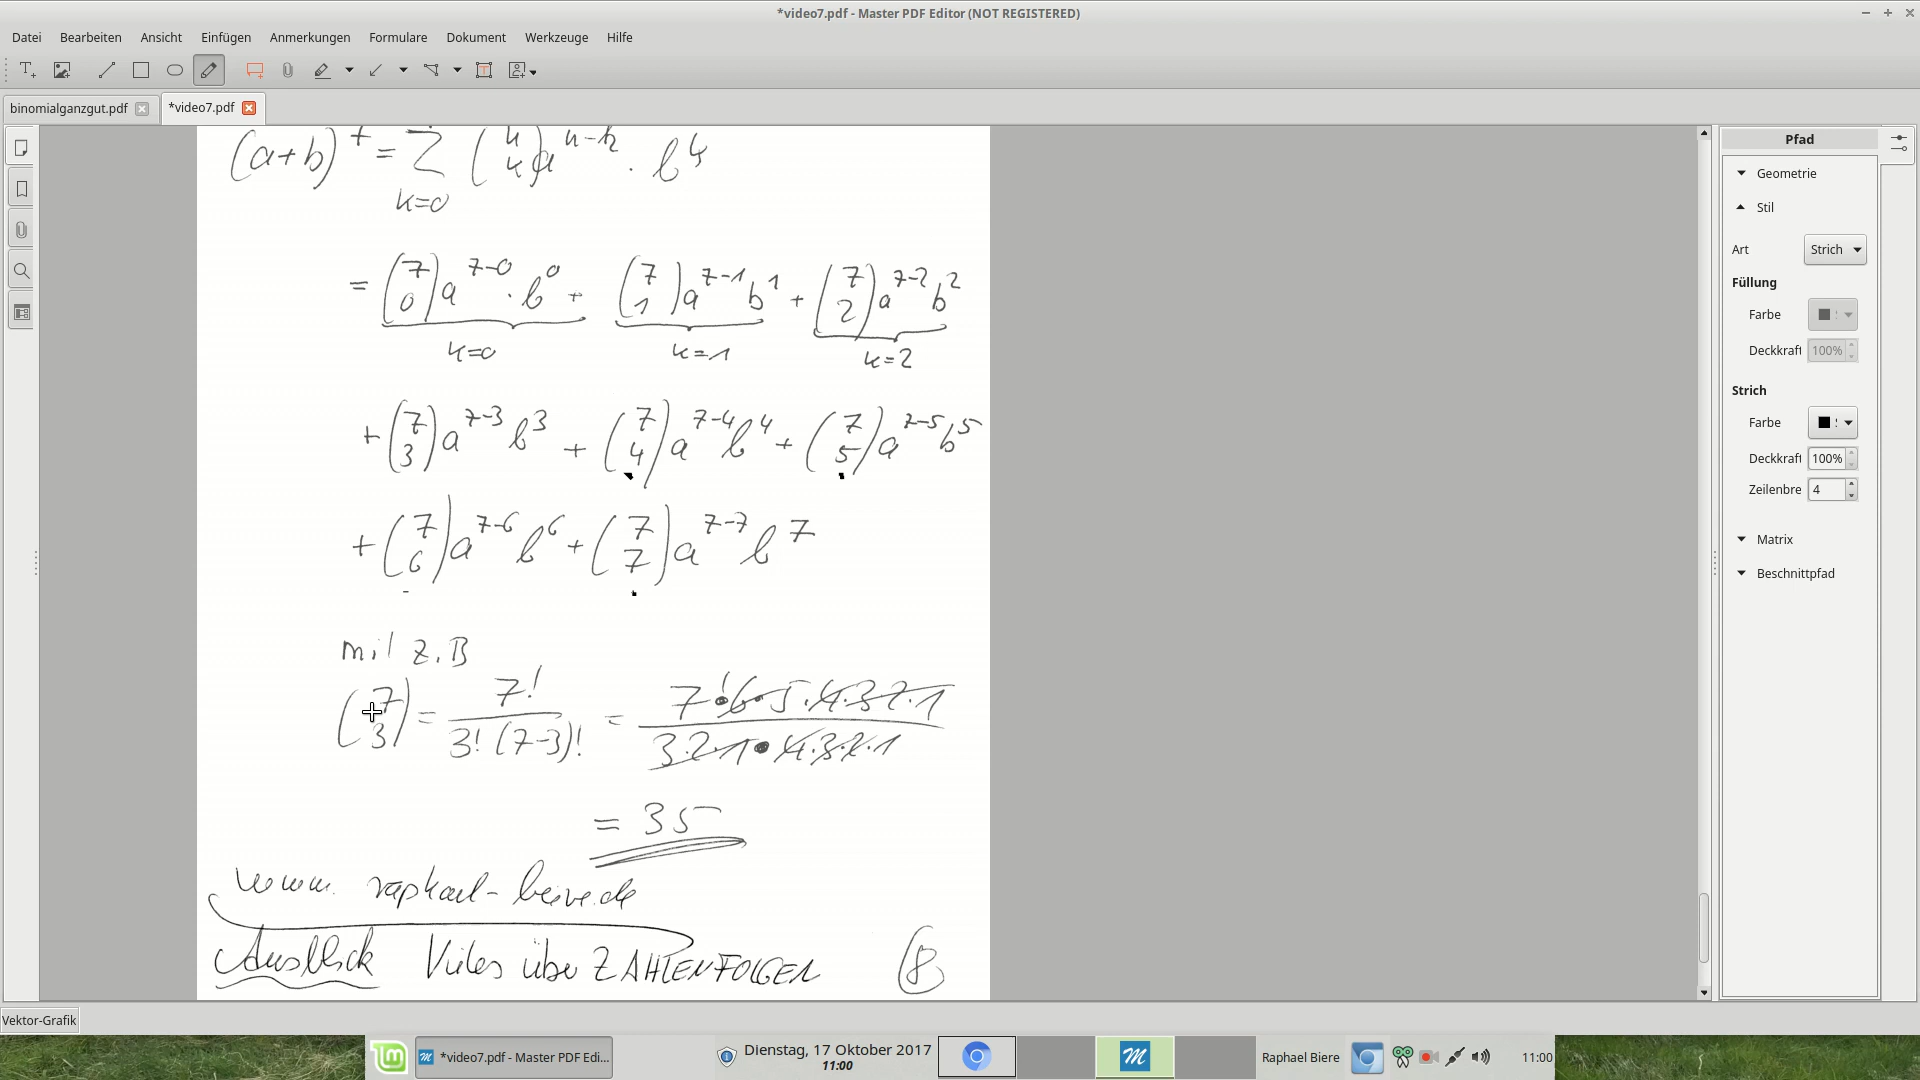 *video7.pdf - Master PDF Editor (NOT REGISTERED)
Datei Bearbeiten Ansicht Einfügen Anmerkungen Formulare Dokument Werkzeuge Hilfe
binomialganzgut.pdf *video7.pdf
(a+b)^7 = Σ_{k=0} (n k) a^{n-k} · b^k
= (7 0) a^{7-0} · b^0 + (7 1) a^{7-1} b^1 + (7 2) a^{7-2} b^2
k=0 k=1 k=2
+ (7 3) a^{7-3} b^3 + (7 4) a^{7-4} b^4 + (7 5) a^{7-5} b^5
+ (7 6) a^{7-6} b^6 + (7 7) a^{7-7} b^7
mit z.B
(7 3) = 7! / 3! (7-3)! = 7·6·5·4·3·2·1 / 3·2·1·4·3·2·1
= 35
www.raphael-biere.de
Ausblick Video über ZAHLENFOLGEN 8
Pfad
Geometrie
Stil
Art Strich
Füllung
Farbe
Deckkraft 100%
Strich
Farbe
Deckkraft 100%
Zeilenbre 4
Matrix
Beschnittpfad
Vektor-Grafik
*video7.pdf - Master PDF Edi...
Dienstag, 17 Oktober 2017
11:00
Raphael Biere
11:00